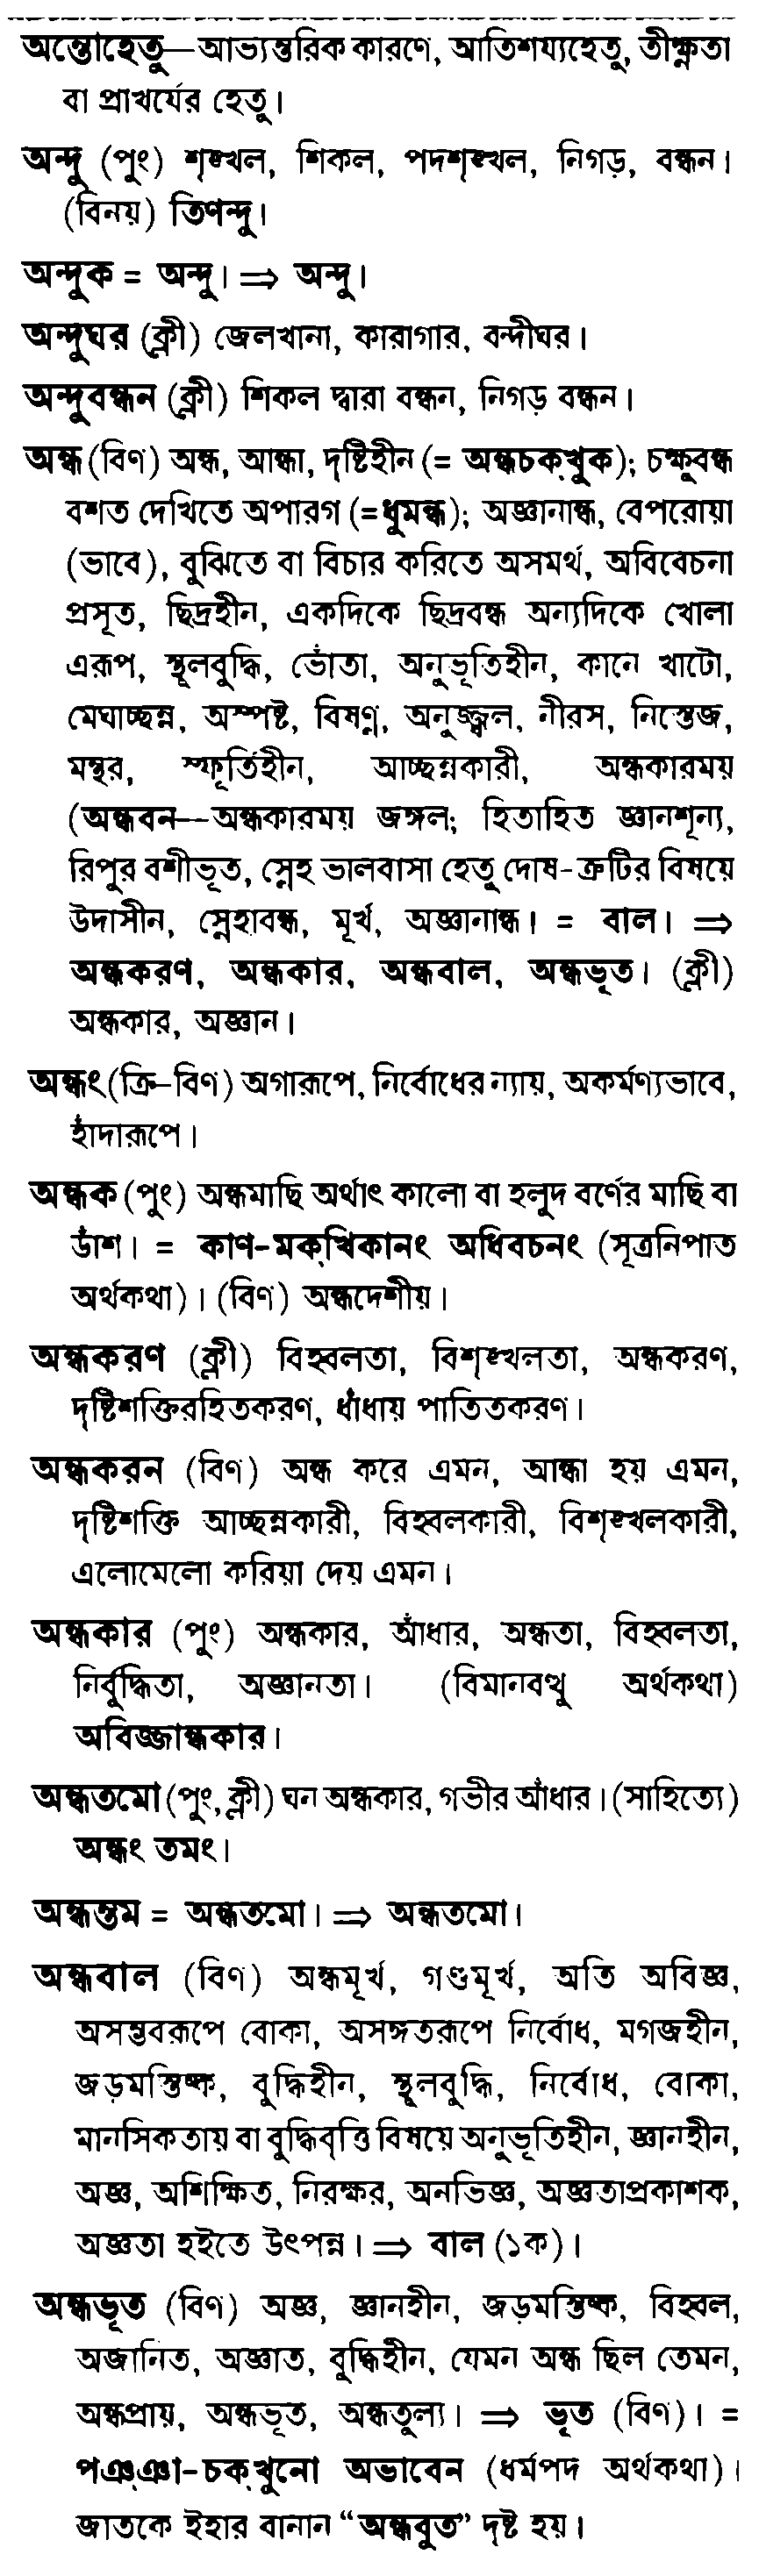 অন্তোহেতু—আভ্যন্তরিক কারণে, আতিশয্যহেতু, তীক্ষ্ণতা
বা প্রাখর্যের হেতু।
অন্দু (পুং) শৃঙ্খল, শিকল, পদশৃঙ্খল, নিগড়, বন্ধন।
(বিনয়) তিণন্দু।
অন্দুক = অন্দু। ⇒ অন্দু।
অন্দুঘর (ক্লী) জেলখানা, কারাগার, বন্দীঘর।
অন্দুবন্ধন (ক্লী) শিকল দ্বারা বন্ধন, নিগড় বন্ধন।
অন্ধ (বিণ) অন্ধ, আন্ধা, দৃষ্টিহীন (= অন্ধচক্‌খুক); চক্ষুবন্ধ
বশত দেখিতে অপারগ (=ধুমন্ধ); অজ্ঞানান্ধ, বেপরোয়া
(ভাবে), বুঝিতে বা বিচার করিতে অসমর্থ, অবিবেচনা
প্রসূত, ছিদ্রহীন, একদিকে ছিদ্রবন্ধ অন্যদিকে খোলা
এরূপ, স্থূলবুদ্ধি, ভোঁতা, অনুভূতিহীন, কানে খাটো,
মেঘাচ্ছন্ন, অস্পষ্ট, বিষণ্ণ, অনুজ্জ্বল, নীরস, নিস্তেজ,
মন্থর, স্ফূর্তিহীন, আচ্ছন্নকারী, অন্ধকারময়
(অন্ধবন—অন্ধকারময় জঙ্গল; হিতাহিত জ্ঞানশূন্য,
রিপুর বশীভূত, স্নেহ ভালবাসা হেতু দোষ-ত্রুটির বিষয়ে
উদাসীন, স্নেহাবন্ধ, মূর্খ, অজ্ঞানান্ধ। = বাল। ⇒
অন্ধকরণ, অন্ধকার, অন্ধবাল, অন্ধভূত। (ক্লী)
অন্ধকার, অজ্ঞান।
অন্ধং (ক্রি-বিণ) অগারূপে, নির্বোধের ন্যায়, অকর্মণ্যভাবে,
হাঁদারূপে।
অন্ধক (পুং) অন্ধমাছি অর্থাৎ কালো বা হলুদ বর্ণের মাছি বা
ডাঁশ। = কাণ-মক্‌খিকানং অধিবচনং (সূত্রনিপাত
অর্থকথা)। (বিণ) অন্ধদেশীয়।
অন্ধকরণ (ক্লী) বিহ্বলতা, বিশৃঙ্খলতা, অন্ধকরণ,
দৃষ্টিশক্তিরহিতকরণ, ধাঁধায় পাতিতকরণ।
অন্ধকরন (বিণ) অন্ধ করে এমন, আন্ধা হয় এমন,
দৃষ্টিশক্তি আচ্ছন্নকারী, বিহ্বলকারী, বিশৃঙ্খলকারী,
এলোমেলো করিয়া দেয় এমন।
অন্ধকার (পুং) অন্ধকার, আঁধার, অন্ধতা, বিহ্বলতা,
নির্বুদ্ধিতা, অজ্ঞানতা। (বিমানবত্থু অর্থকথা)
অবিজ্জান্ধকার।
অন্ধতমো (পুং, ক্লী) ঘন অন্ধকার, গভীর আঁধার। (সাহিত্যে)
অন্ধং তমং।
অন্ধন্তম = অন্ধতমো। ⇒ অন্ধতমো।
অন্ধবাল (বিণ) অন্ধমূর্খ, গণ্ডমূর্খ, অতি অবিজ্ঞ,
অসম্ভবরূপে বোকা, অসঙ্গতরূপে নির্বোধ, মগজহীন,
জড়মস্তিষ্ক, বুদ্ধিহীন, স্থূলবুদ্ধি, নির্বোধ, বোকা,
মানসিকতায় বা বুদ্ধিবৃত্তি বিষয়ে অনুভূতিহীন, জ্ঞানহীন,
অজ্ঞ, অশিক্ষিত, নিরক্ষর, অনভিজ্ঞ, অজ্ঞতাপ্রকাশক,
অজ্ঞতা হইতে উৎপন্ন। ⇒ বাল (১ক)।
অন্ধভূত (বিণ) অজ্ঞ, জ্ঞানহীন, জড়মস্তিষ্ক, বিহ্বল,
অজানিত, অজ্ঞাত, বুদ্ধিহীন, যেমন অন্ধ ছিল তেমন,
অন্ধপ্রায়, অন্ধভূত, অন্ধতুল্য। ⇒ ভূত (বিণ)। =
পঞ্‌ঞা-চক্‌খুনো অভাবেন (ধর্মপদ অর্থকথা)।
জাতকে ইহার বানান “অন্ধবুত” দৃষ্ট হয়।